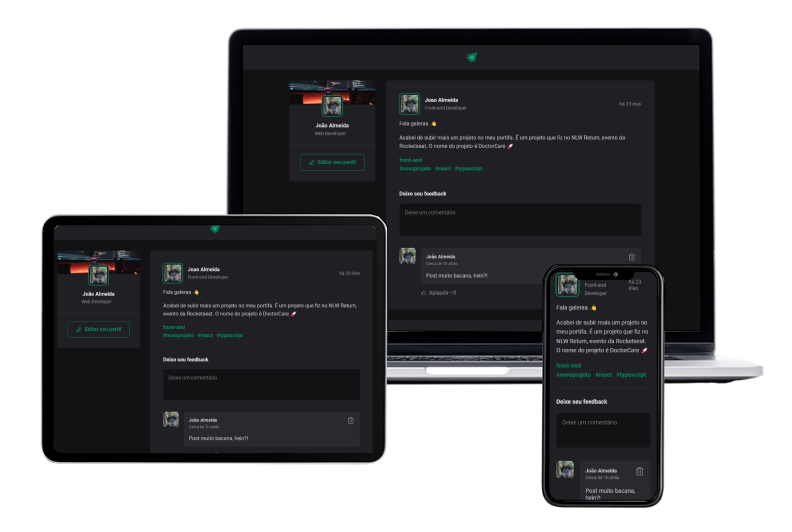 João Almeida
Web Developer
Editar seu perfil
Joao Almeida
Front-end Developer
há 23 dias
Fala galeraa 👋
Acabei de subir mais um projeto no meu portifa. É um projeto que fiz no NLW Return, evento da
Rocketseat. O nome do projeto é DoctorCare 🚀
front-end
#novoprojeto #react #typescript
Deixe seu feedback
Deixe um comentário
João Almeida
Cerca de 1h atrás
Post muito bacana, hein?!
Aplaudir • 0
João Almeida
Web Developer
Editar seu perfil
Joao Almeida
Front-end Developer
há 23 dias
Fala galeraa 👋
Acabei de subir mais um projeto no meu portifa. É um projeto que fiz no NLW Return,
evento da Rocketseat. O nome do projeto é DoctorCare 🚀
front-end
#novoprojeto #react #typescript
Deixe seu feedback
Deixe um comentário
João Almeida
Cerca de 1h atrás
Post muito bacana, hein?!
Front-end
Developer
há 23
dias
Fala galeraa 👋
Acabei de subir mais um projeto no
meu portifa. É um projeto que fiz no
NLW Return, evento da Rocketseat.
O nome do projeto é DoctorCare 🚀
front-end
#novoprojeto #react #typescript
Deixe seu feedback
Deixe um comentário
João Almeida
Cerca de 1h atrás
Post muito bacana,
hein?!